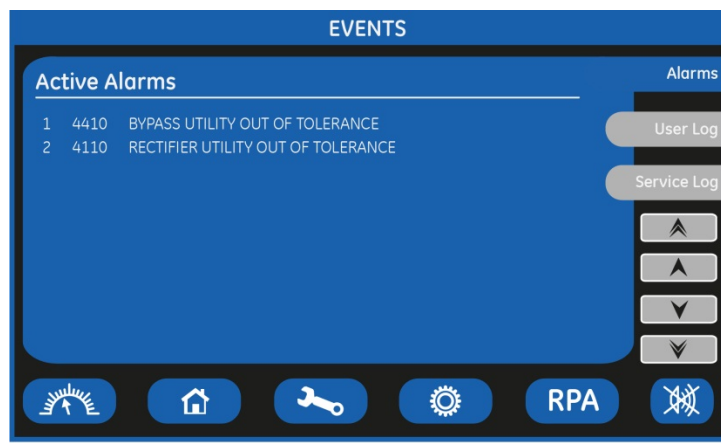 EVENTS
Active Alarms
Alarms
1 4410 BYPASS UTILITY OUT OF TOLERANCE
2 4110 RECTIFIER UTILITY OUT OF TOLERANCE
User Log
Service Log
RPA